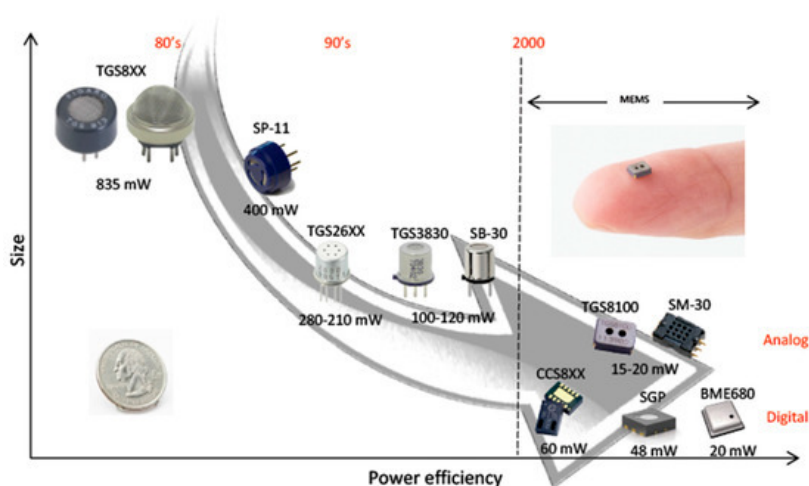 80's
90's
2000
MEMS
TGS8XX
835 mW
SP-11
400 mW
TGS26XX
280-210 mW
TGS3830
SB-30
100-120 mW
TGS8100
SM-30
15-20 mW
Analog
CCS8XX
60 mW
SGP
48 mW
BME680
20 mW
Digital
Size
Power efficiency